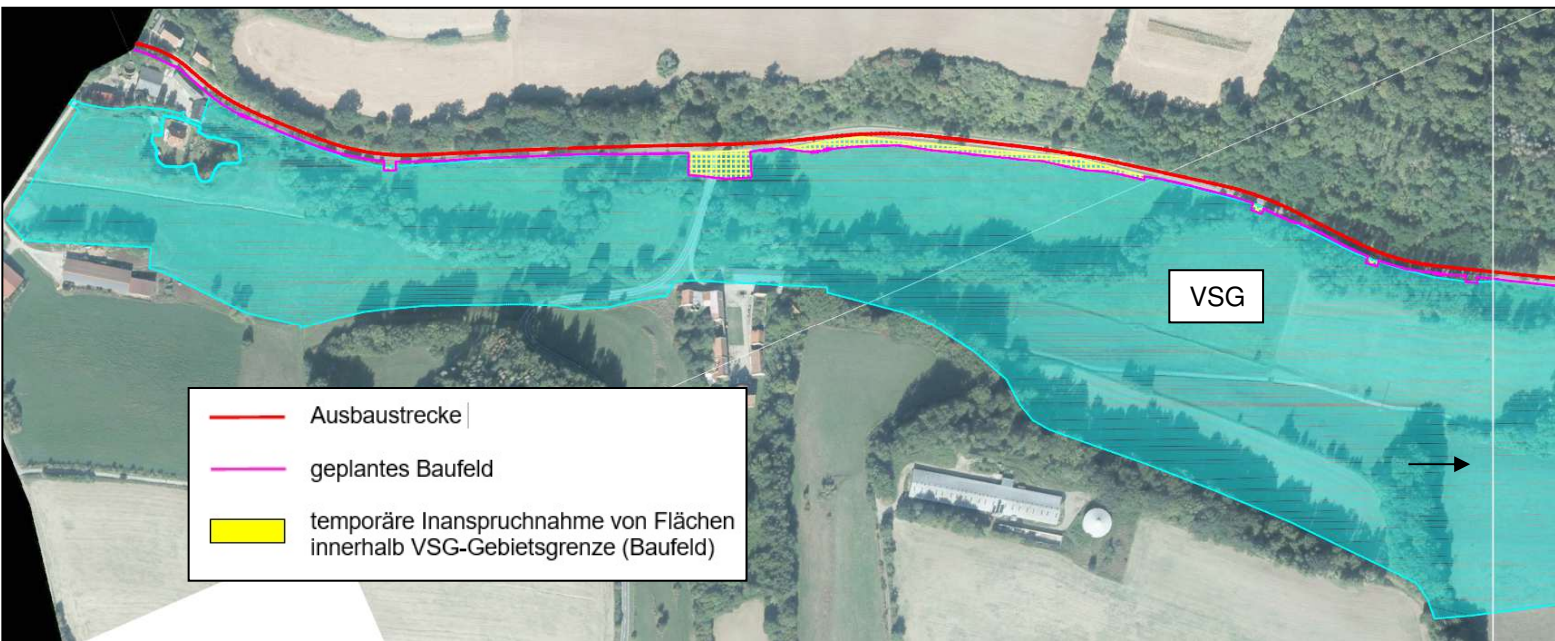 VSG
Ausbaustrecke
geplantes Baufeld
temporäre Inanspruchnahme von Flächen
innerhalb VSG-Gebietsgrenze (Baufeld)